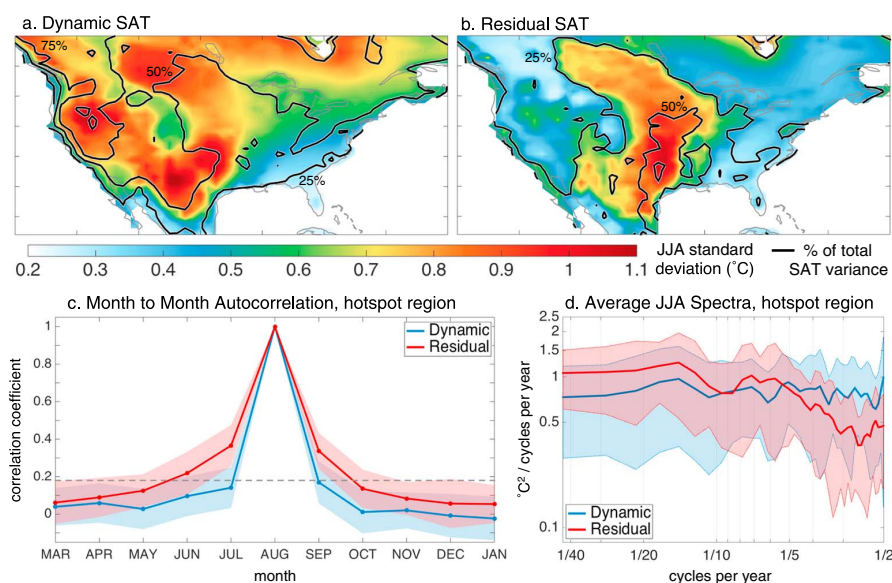 a. Dynamic SAT
b. Residual SAT
75%
50%
25%
25%
50%
0.2 0.3 0.4 0.5 0.6 0.7 0.8 0.9 1 1.1
JJA standard
deviation (˚C)
% of total
SAT variance
c. Month to Month Autocorrelation, hotspot region
Dynamic
Residual
1
0.8
0.6
0.4
0.2
0
correlation coefficient
MAR APR MAY JUN JUL AUG SEP OCT NOV DEC JAN
month
d. Average JJA Spectra, hotspot region
2.5
2
1.5
1
0.5
0.1
˚C² / cycles per year
Dynamic
Residual
1/40 1/20 1/10 1/5 1/2
cycles per year